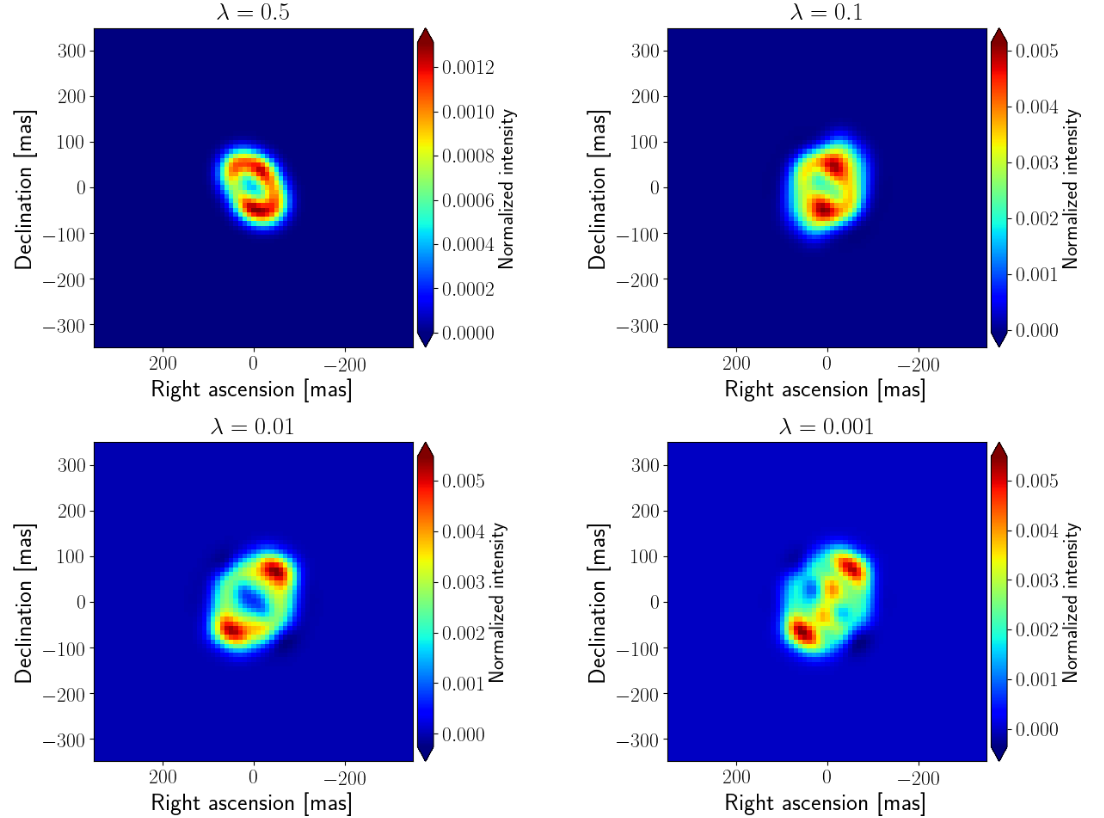 λ = 0.5
300
200
100
0
−100
−200
−300
200 0 −200
Declination [mas]
Right ascension [mas]
0.0012
0.0010
0.0008
0.0006
0.0004
0.0002
0.0000
Normalized intensity
λ = 0.1
300
200
100
0
−100
−200
−300
200 0 −200
Declination [mas]
Right ascension [mas]
0.005
0.004
0.003
0.002
0.001
0.000
Normalized intensity
λ = 0.01
300
200
100
0
−100
−200
−300
200 0 −200
Declination [mas]
Right ascension [mas]
0.005
0.004
0.003
0.002
0.001
0.000
Normalized intensity
λ = 0.001
300
200
100
0
−100
−200
−300
200 0 −200
Declination [mas]
Right ascension [mas]
0.005
0.004
0.003
0.002
0.001
0.000
Normalized intensity